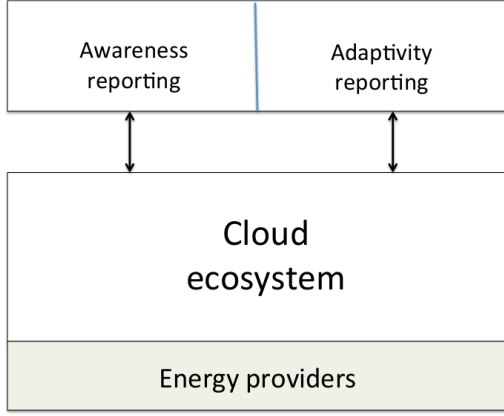 Awareness
reporting
Adaptivity
reporting
Cloud
ecosystem
Energy providers